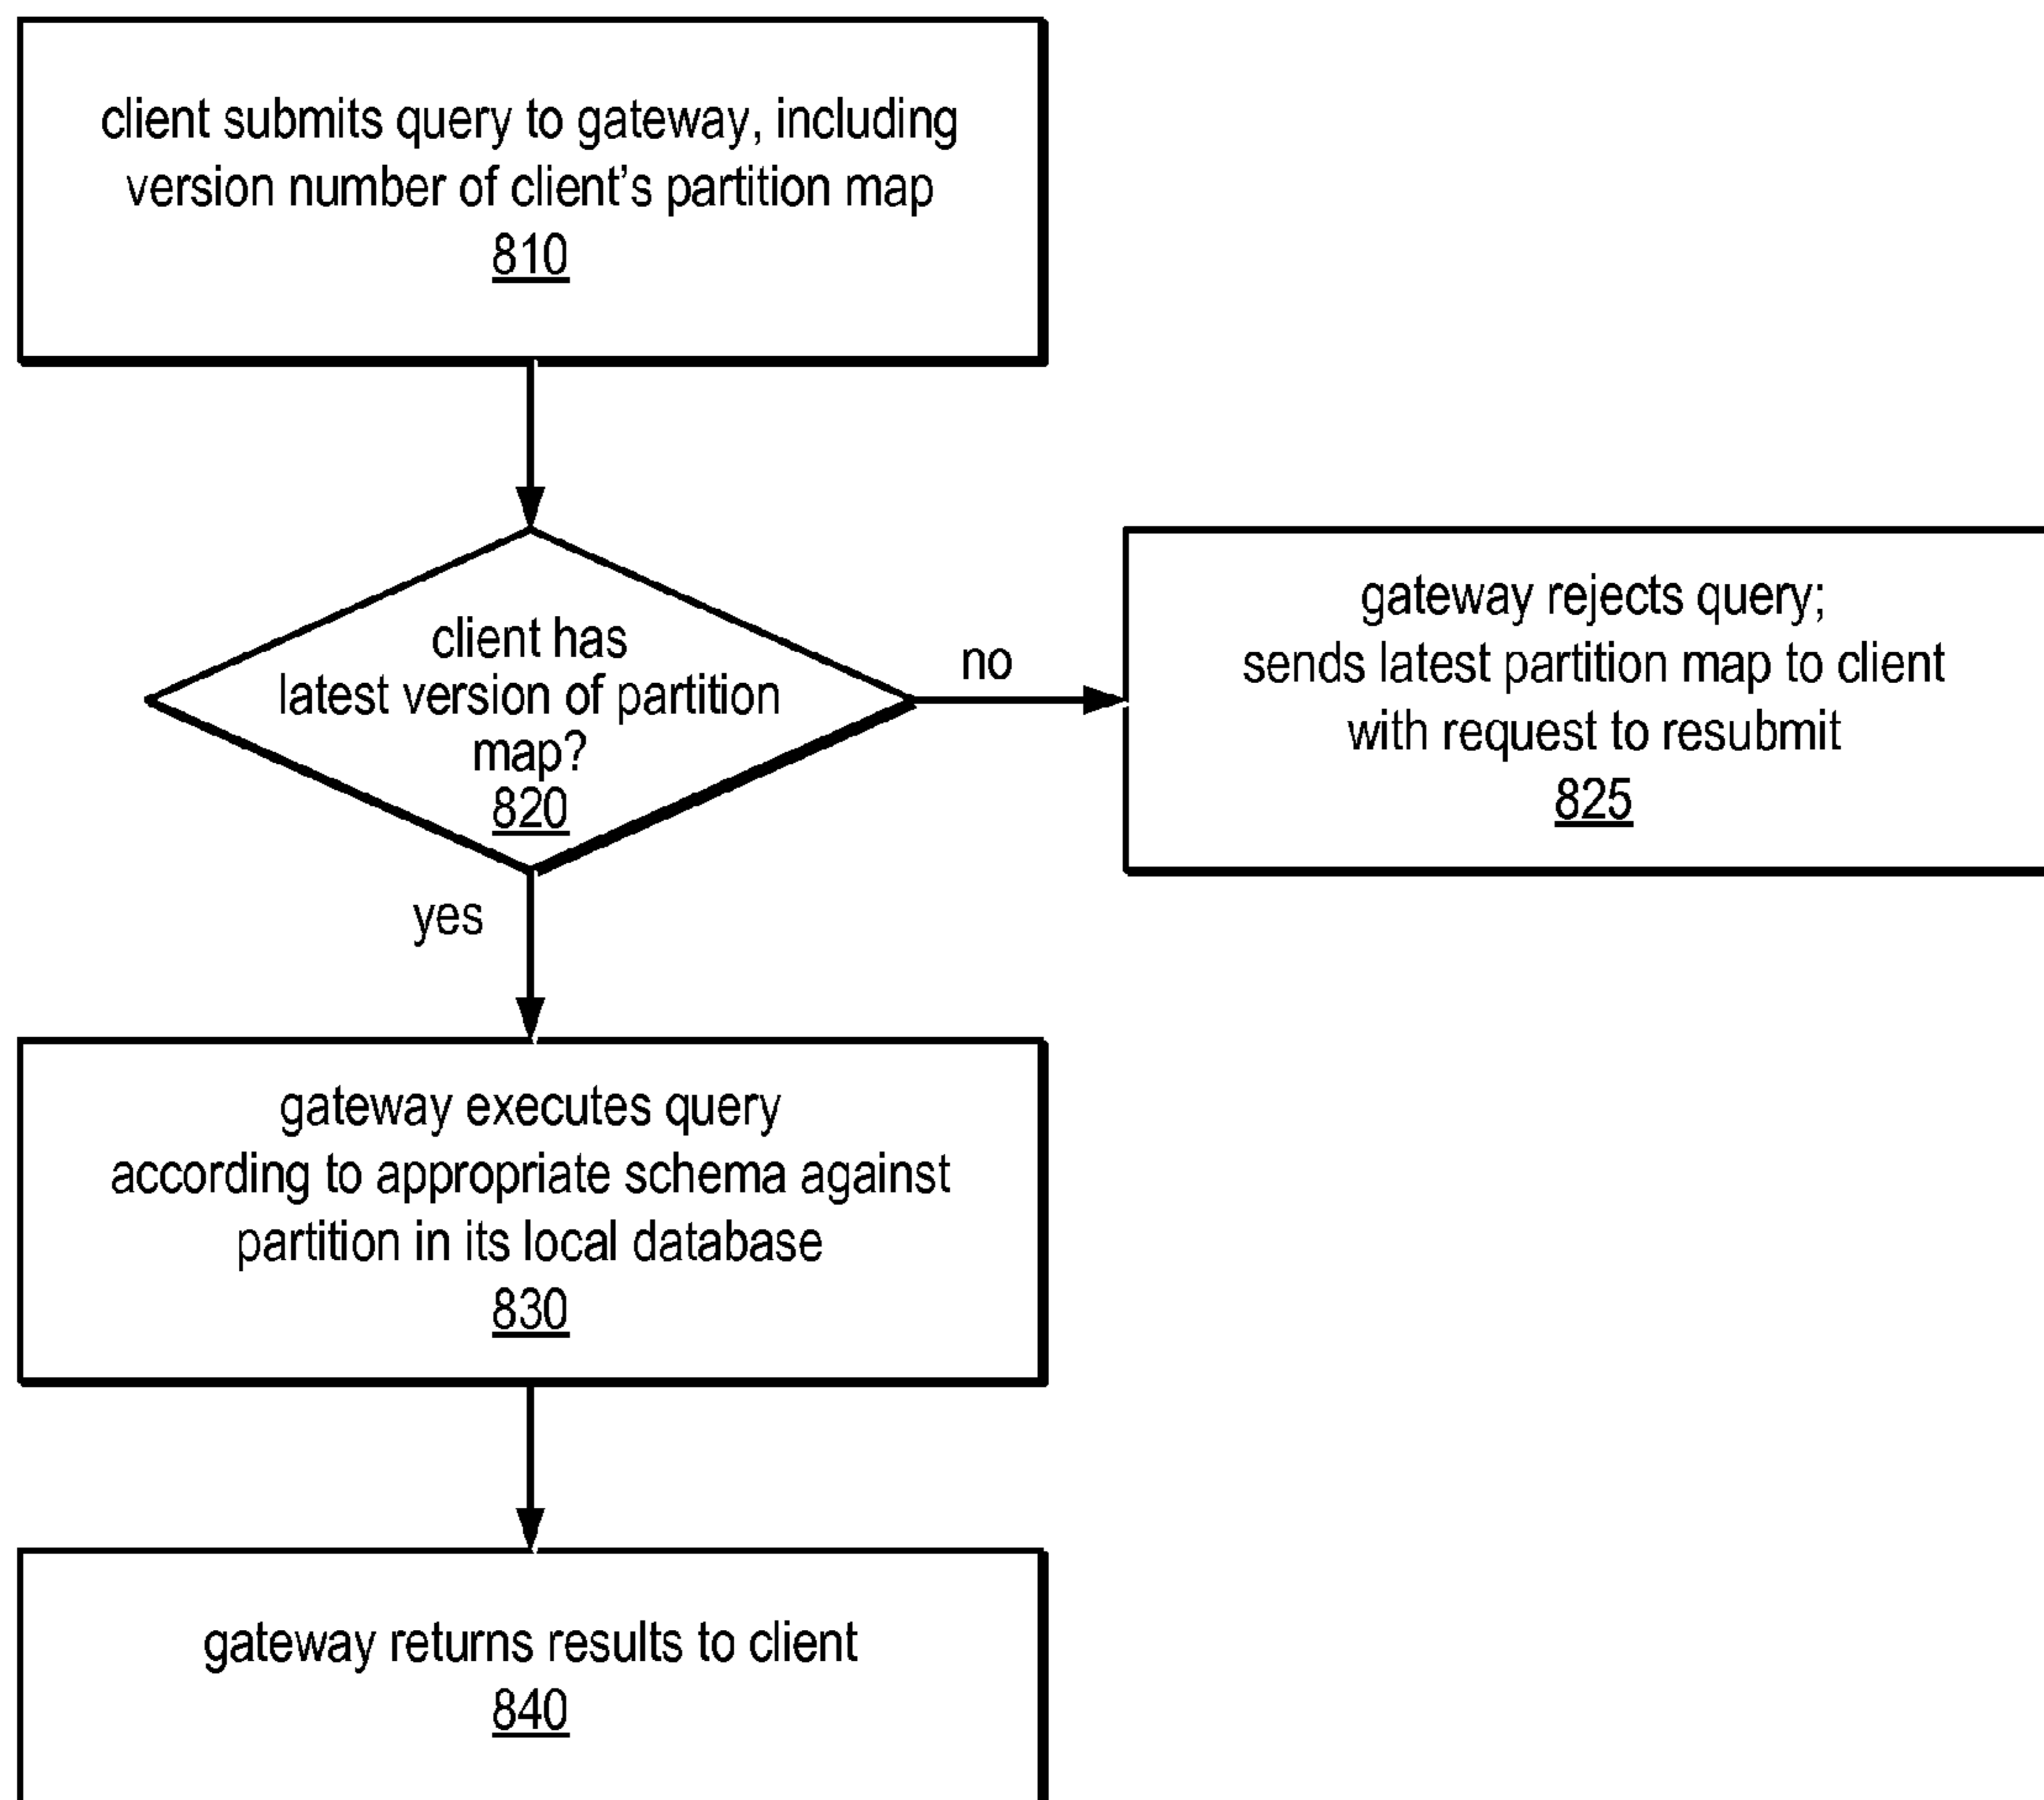 client submits query to gateway, including
version number of client's partition map
810
client has
latest version of partition
map?
820
no
gateway rejects query;
sends latest partition map to client
with request to resubmit
825
yes
gateway executes query
according to appropriate schema against
partition in its local database
830
gateway returns results to client
840